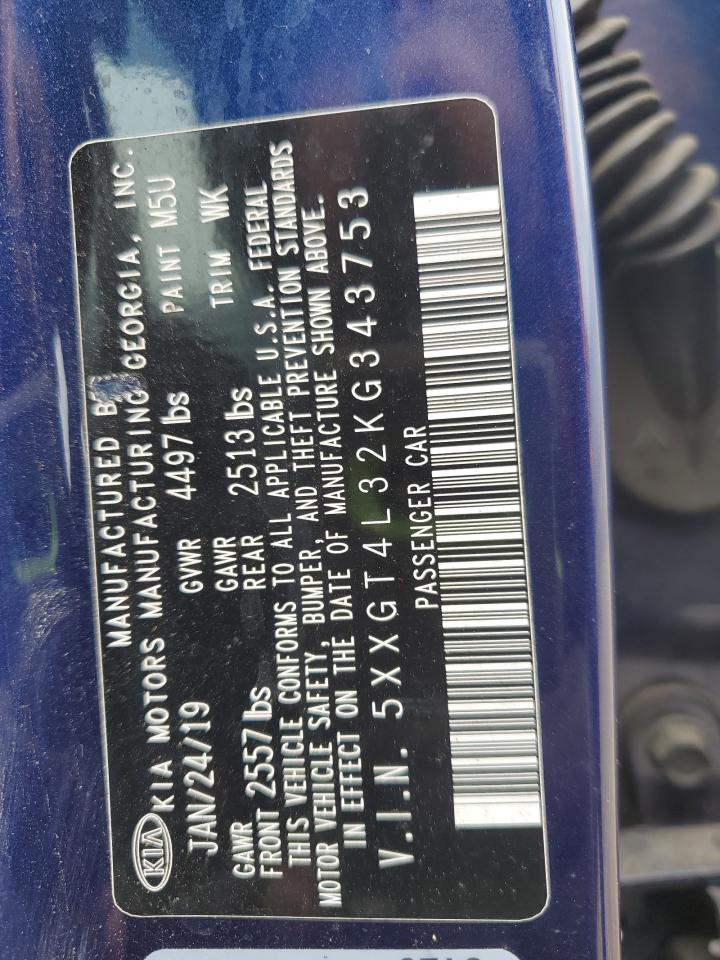 MANUFACTURED B
KIA KIA MOTORS MANUFACTURING GEORGIA, INC.
JAN/24/19 GVWR 4497 lbs PAINT M5U
GAWR FRONT 2557 lbs GAWR REAR 2513 lbs TRIM WK
THIS VEHICLE CONFORMS TO ALL APPLICABLE U.S.A. FEDERAL
MOTOR VEHICLE SAFETY, BUMPER, AND THEFT PREVENTION STANDARDS
IN EFFECT ON THE DATE OF MANUFACTURE SHOWN ABOVE.
V.I.N. 5XXGT4L32KG343753
PASSENGER CAR